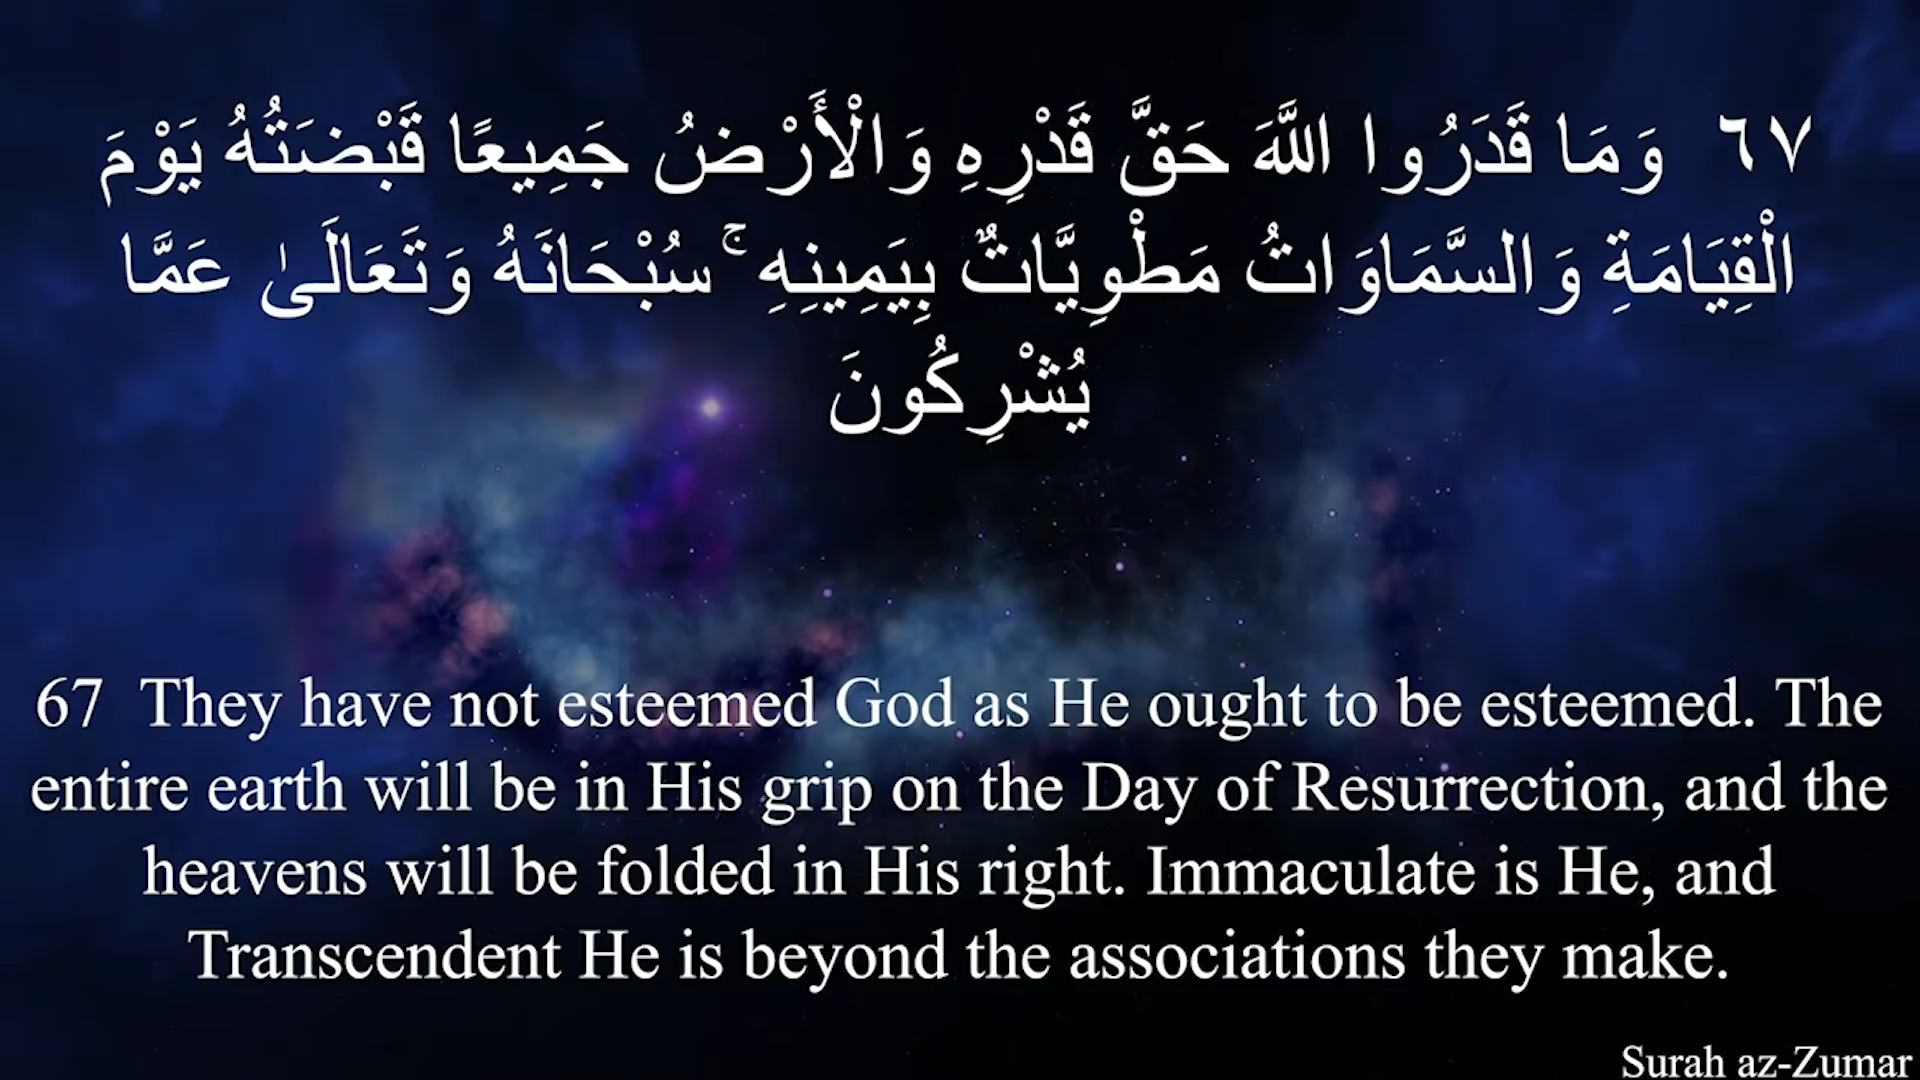 ٦٧ وَمَا قَدَرُوا اللَّهَ حَقَّ قَدْرِهِ وَالْأَرْضُ جَمِيعًا قَبْضَتُهُ يَوْمَ
الْقِيَامَةِ وَالسَّمَاوَاتُ مَطْوِيَّاتٌ بِيَمِينِهِ ۚ سُبْحَانَهُ وَتَعَالَىٰ عَمَّا
يُشْرِكُونَ
67 They have not esteemed God as He ought to be esteemed. The
entire earth will be in His grip on the Day of Resurrection, and the
heavens will be folded in His right. Immaculate is He, and
Transcendent He is beyond the associations they make.
Surah az-Zumar